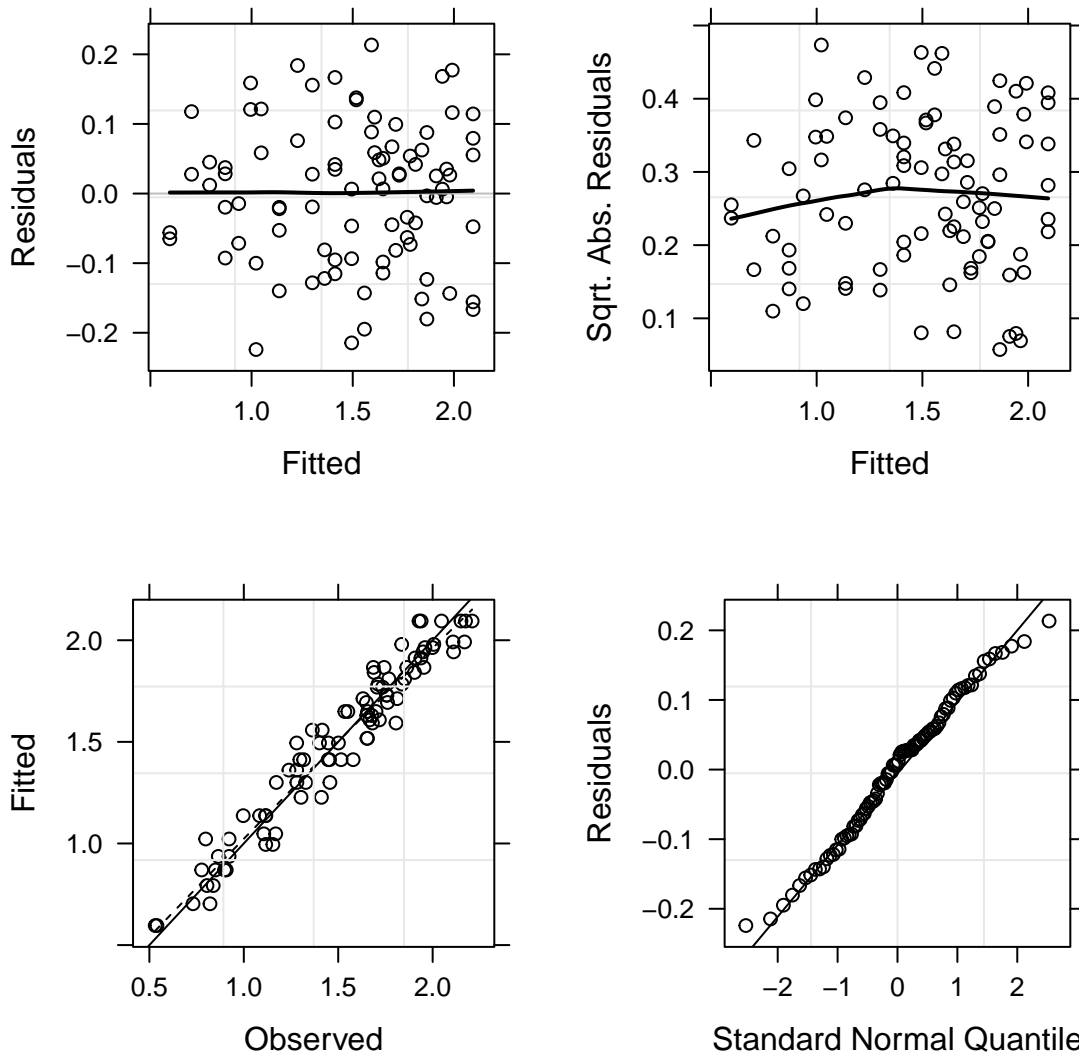 Residuals
0.2
0.1
0.0
−0.1
−0.2
1.0 1.5 2.0
Fitted
Sqrt. Abs. Residuals
0.4
0.3
0.2
0.1
1.0 1.5 2.0
Fitted
Fitted
2.0
1.5
1.0
0.5 1.0 1.5 2.0
Observed
Residuals
0.2
0.1
0.0
−0.1
−0.2
−2 −1 0 1 2
Standard Normal Quantile